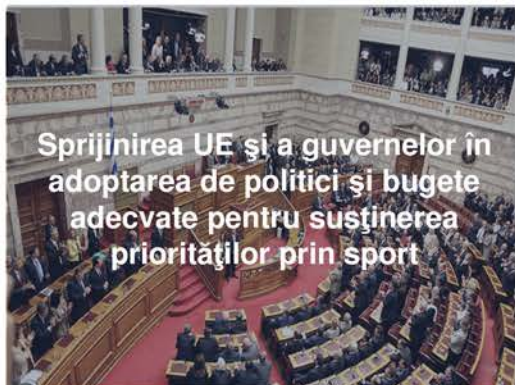 Sprijinirea UE şi a guvernelor în
adoptarea de politici şi bugete
adecvate pentru susţinerea
priorităţilor prin sport